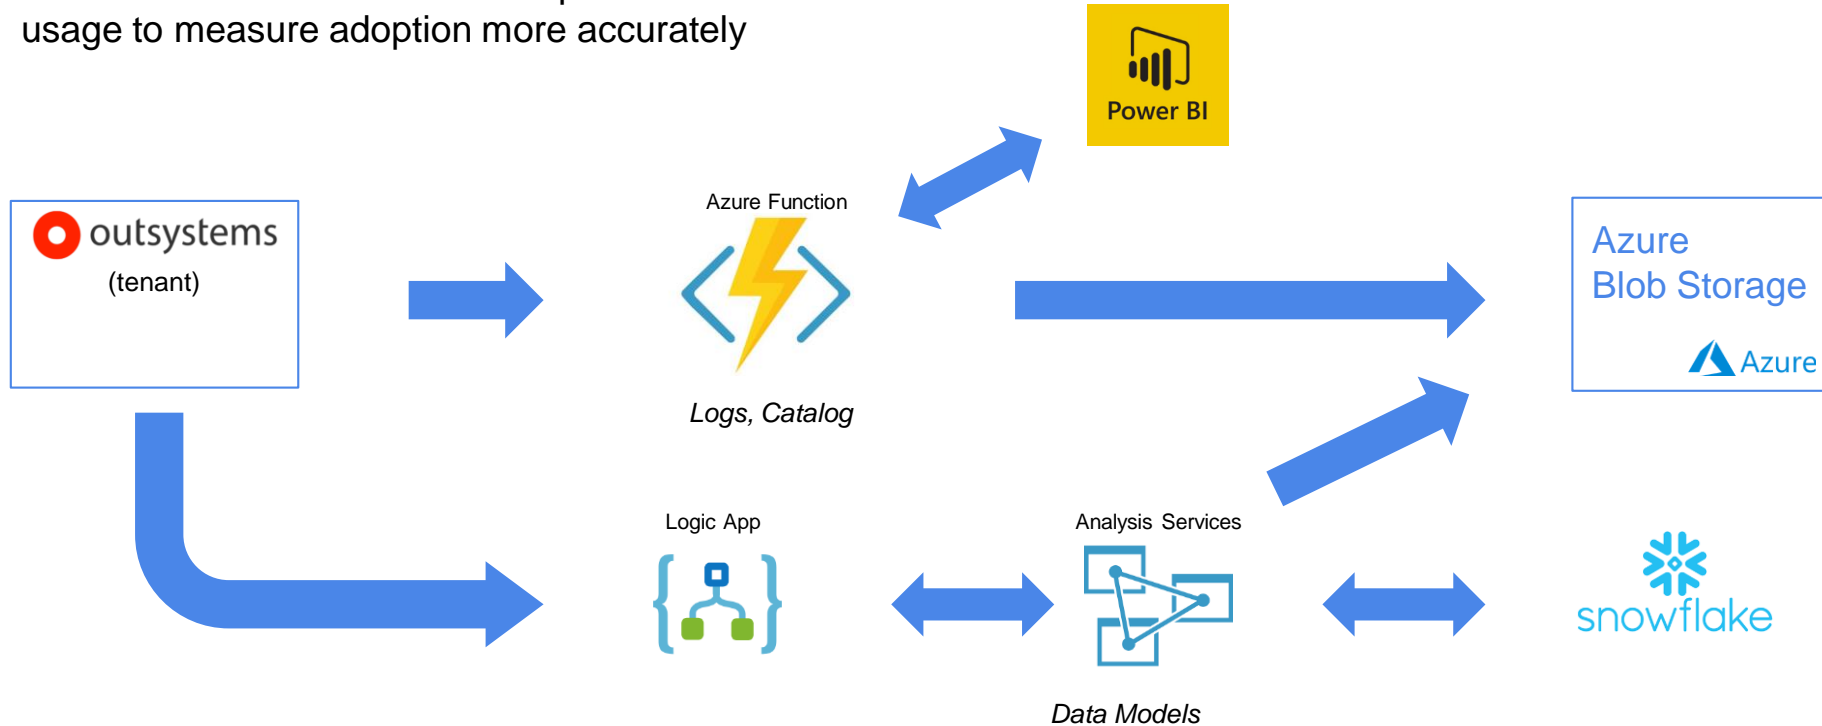 usage to measure adoption more accurately
Power BI
Azure Function
outsystems
(tenant)
Azure
Blob Storage
Azure
Logs, Catalog
Logic App
Analysis Services
snowflake
Data Models